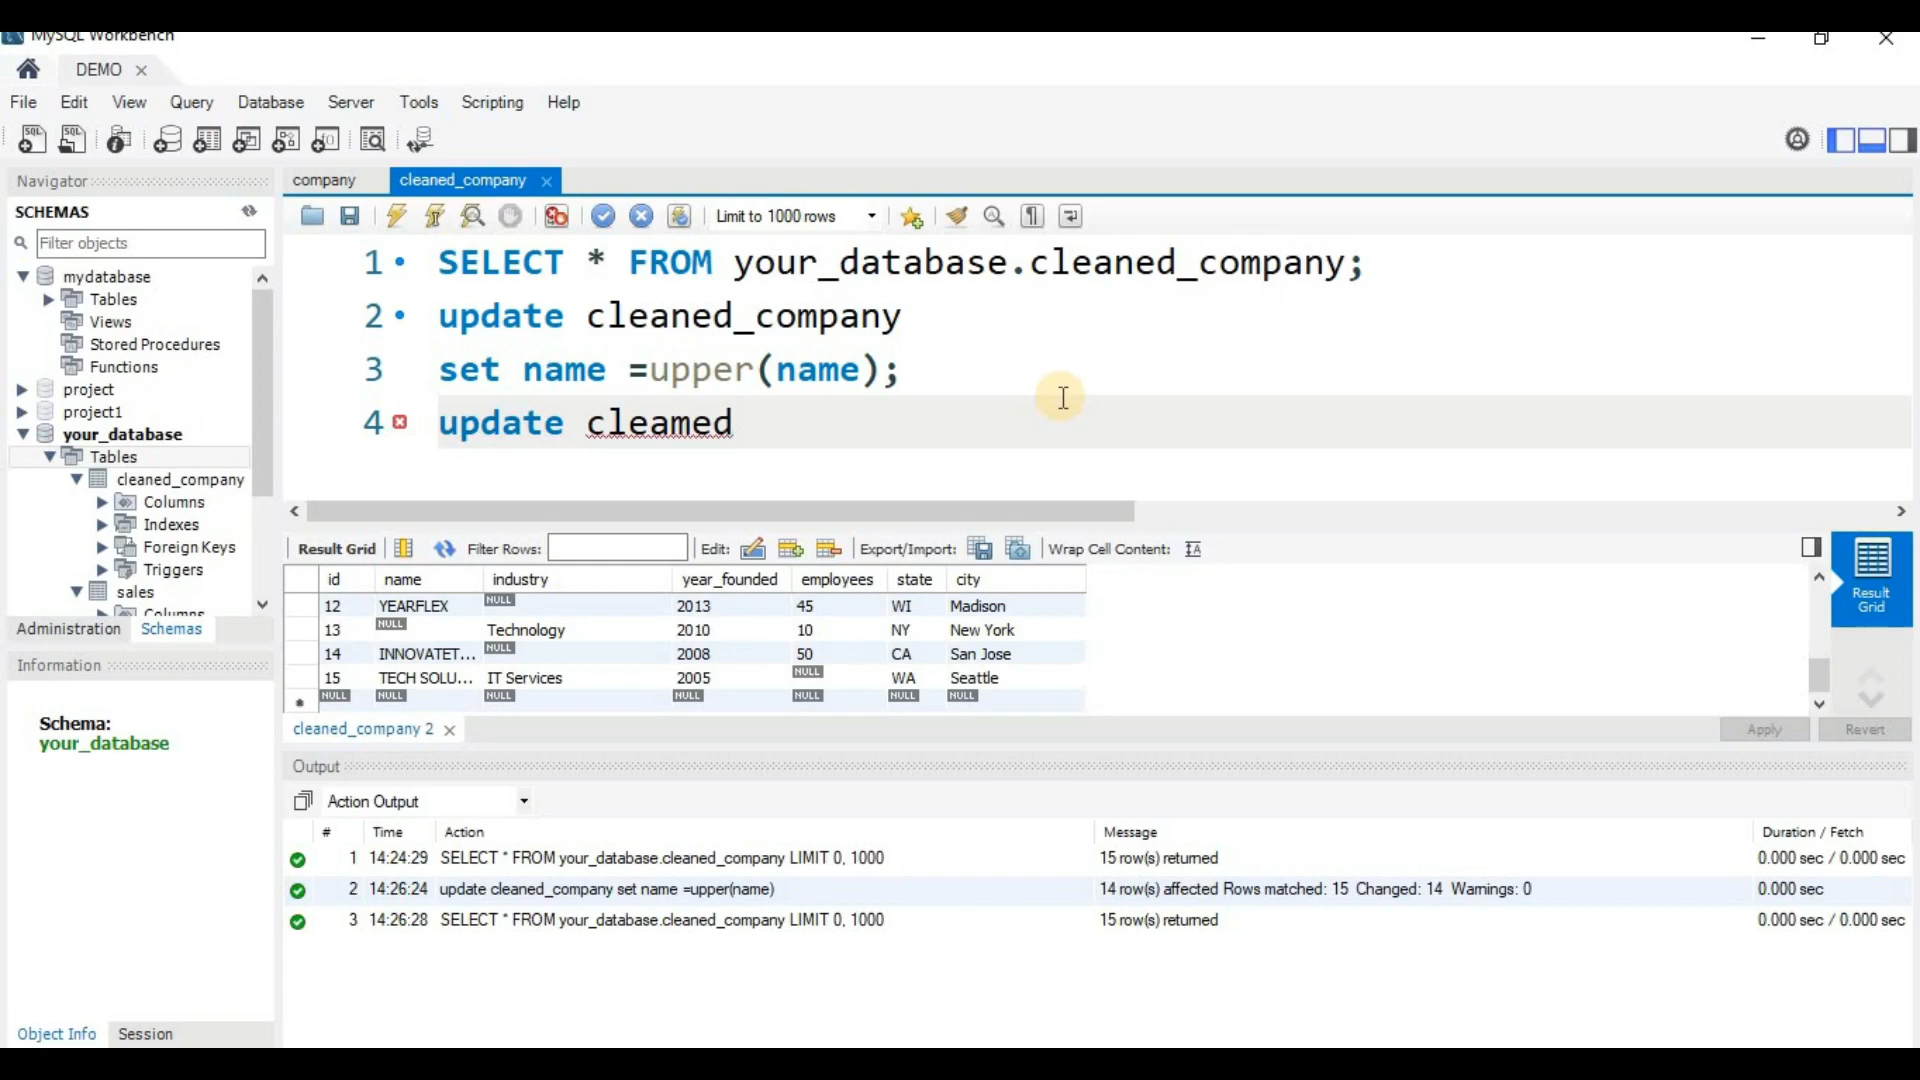 MySQL Workbench
DEMO
File Edit View Query Database Server Tools Scripting Help
Navigator
SCHEMAS
Filter objects
mydatabase
Tables
Views
Stored Procedures
Functions
project
project1
your_database
Tables
cleaned_company
Columns
Indexes
Foreign Keys
Triggers
sales
Columns
Administration Schemas
Information
Schema:
your_database
Object Info Session
company cleaned_company
Limit to 1000 rows
1 SELECT * FROM your_database.cleaned_company;
2 update cleaned_company
3 set name =upper(name);
4 update cleamed
Result Grid Filter Rows: Edit: Export/Import: Wrap Cell Content:
id name industry year_founded employees state city
12 YEARFLEX NULL 2013 45 WI Madison
13 NULL Technology 2010 10 NY New York
14 INNOVATET... NULL 2008 50 CA San Jose
15 TECH SOLU... IT Services 2005 NULL WA Seattle
* NULL NULL NULL NULL NULL NULL NULL
Result
Grid
cleaned_company 2 Apply Revert
Output
Action Output
# Time Action Message Duration / Fetch
1 14:24:29 SELECT * FROM your_database.cleaned_company LIMIT 0, 1000 15 row(s) returned 0.000 sec / 0.000 sec
2 14:26:24 update cleaned_company set name =upper(name) 14 row(s) affected Rows matched: 15 Changed: 14 Warnings: 0 0.000 sec
3 14:26:28 SELECT * FROM your_database.cleaned_company LIMIT 0, 1000 15 row(s) returned 0.000 sec / 0.000 sec